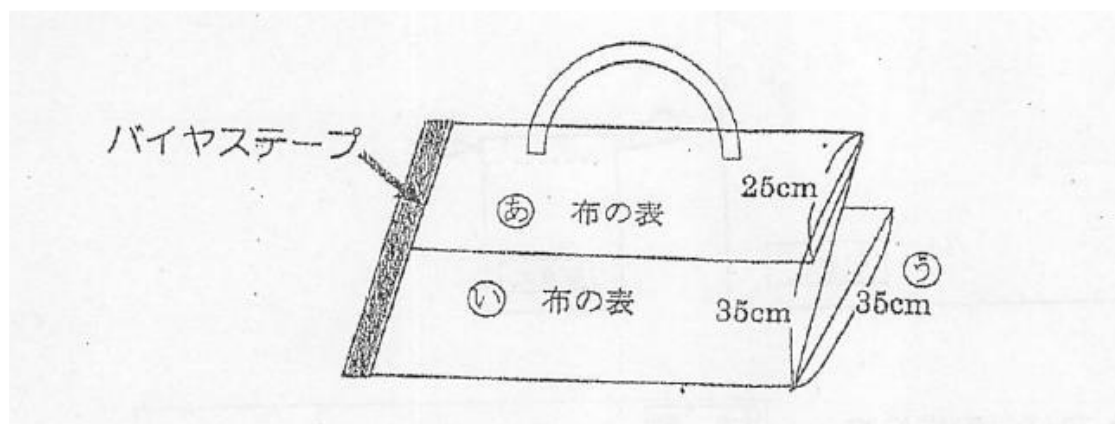 バイヤステープ
25cm
あ 布の表
う
い 布の表
35cm
35cm